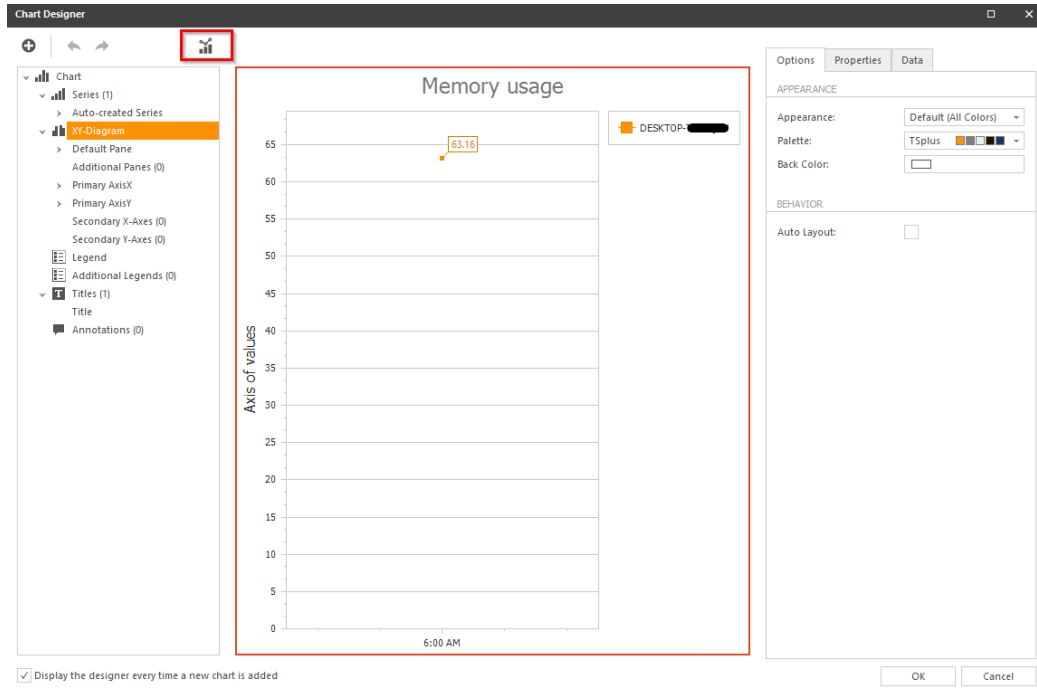 Chart Designer
Chart
Series (1)
Auto-created Series
XY-Diagram
Default Pane
Additional Panes (0)
Primary AxisX
Primary AxisY
Secondary X-Axes (0)
Secondary Y-Axes (0)
Legend
Additional Legends (0)
Titles (1)
Title
Annotations (0)
Memory usage
DESKTOP-
63.16
65
60
55
50
45
40
35
30
25
20
15
10
5
0
Axis of values
6:00 AM
Options Properties Data
APPEARANCE
Appearance: Default (All Colors)
Palette: TSplus
Back Color:
BEHAVIOR
Auto Layout:
Display the designer every time a new chart is added
OK Cancel